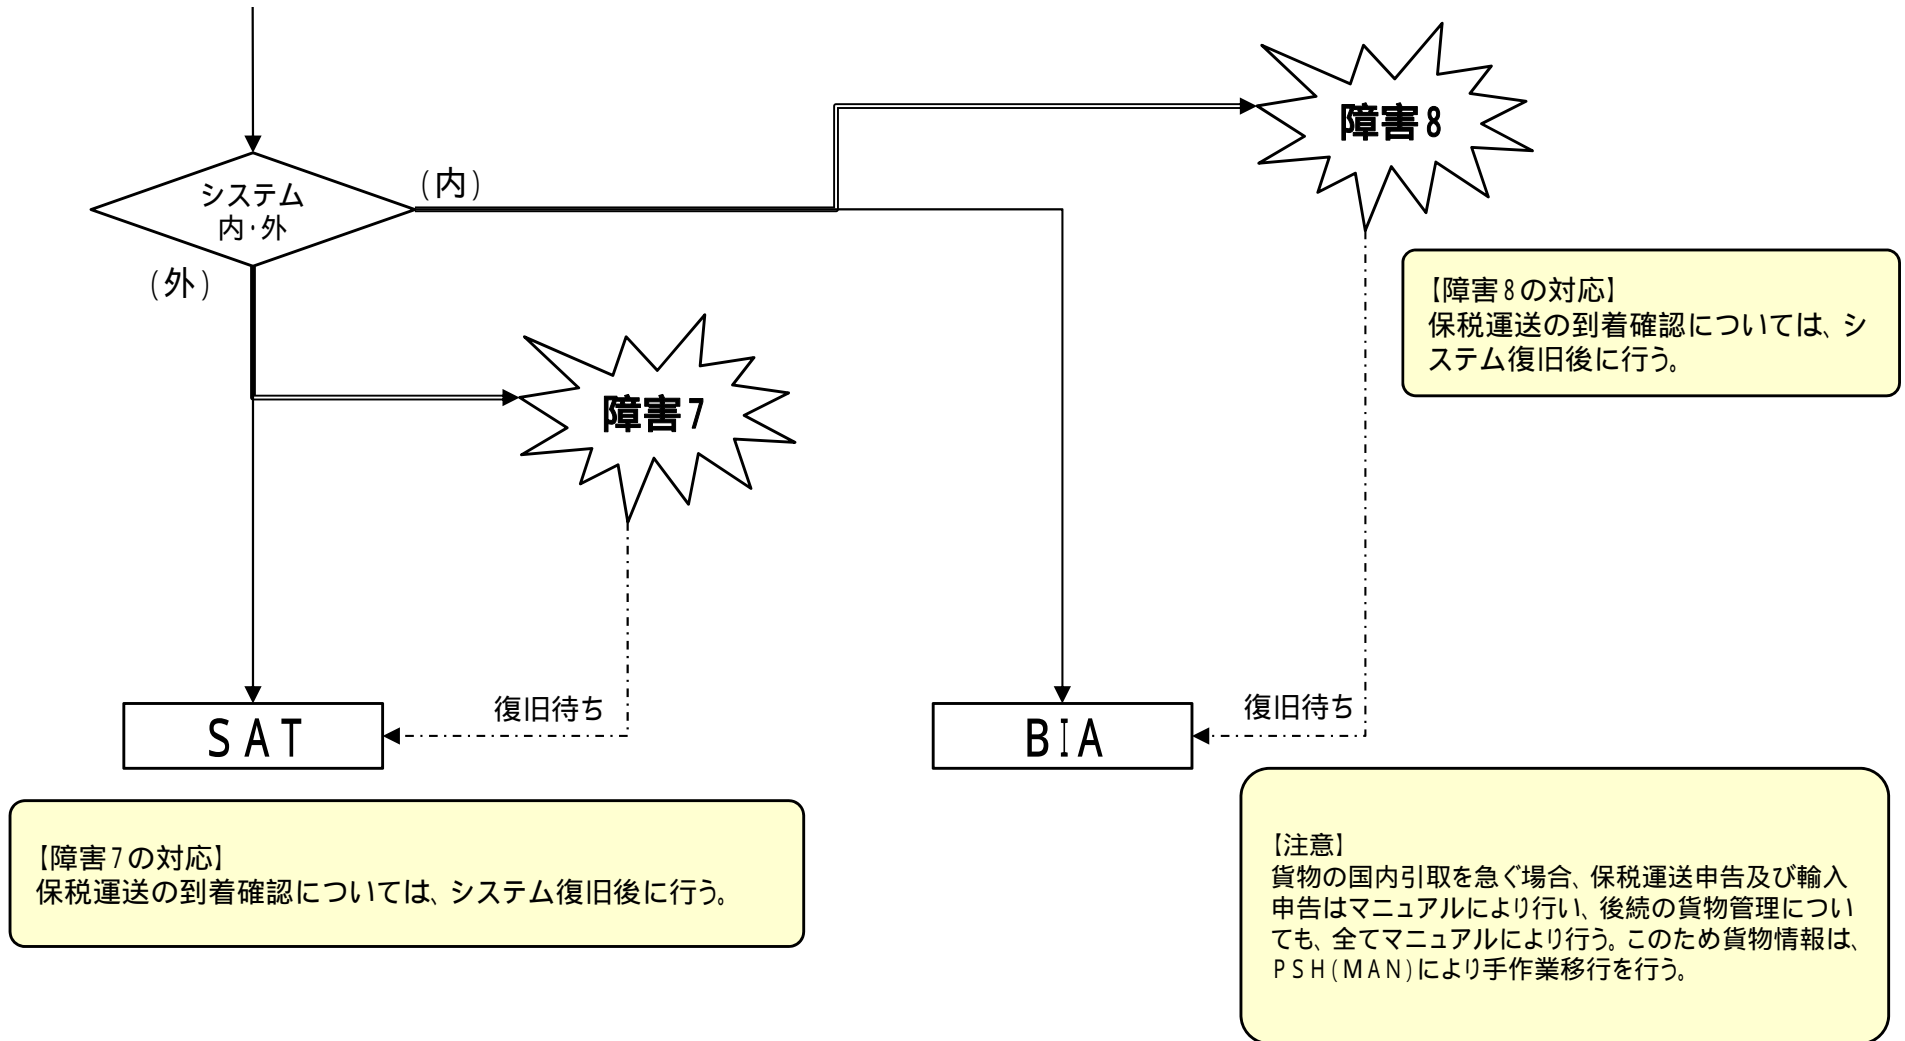 障害8
システム
内・外
(内)
(外)
【障害8の対応】
保税運送の到着確認については、シ
ステム復旧後に行う。
障害7
復旧待ち
SAT
復旧待ち
BIA
【障害7の対応】
保税運送の到着確認については、システム復旧後に行う。
【注意】
貨物の国内引取を急ぐ場合、保税運送申告及び輸入
申告はマニュアルにより行い、後続の貨物管理につい
ても、全てマニュアルにより行う。このため貨物情報は、
PSH(MAN)により手作業移行を行う。